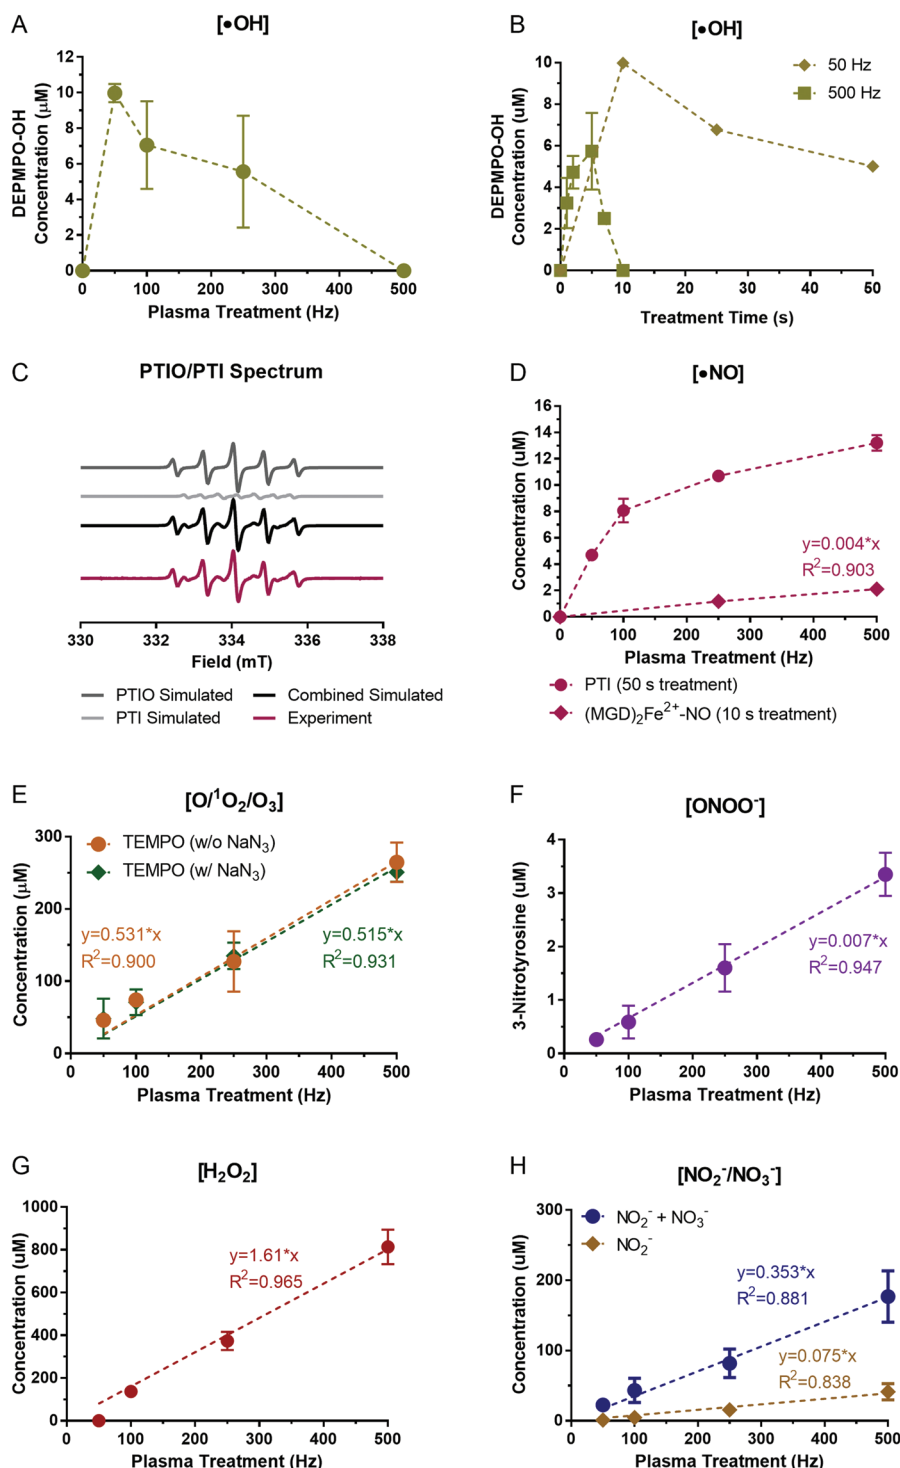 A
[•OH]
DEPMPO-OH
Concentration (µM)
12
10
8
6
4
2
0
0 100 200 300 400 500
Plasma Treatment (Hz)
B
[•OH]
50 Hz
500 Hz
DEPMPO-OH
Concentration (uM)
10
8
6
4
2
0
0 10 20 30 40 50
Treatment Time (s)
C
PTIO/PTI Spectrum
330 332 334 336 338
Field (mT)
PTIO Simulated
Combined Simulated
PTI Simulated
Experiment
D
[•NO]
Concentration (uM)
16
14
12
10
8
6
4
2
0
y=0.004*x
R²=0.903
0 100 200 300 400 500
Plasma Treatment (Hz)
PTI (50 s treatment)
(MGD)₂Fe²⁺-NO (10 s treatment)
E
[O/¹O₂/O₃]
TEMPO (w/o NaN₃)
TEMPO (w/ NaN₃)
Concentration (µM)
300
200
100
0
y=0.531*x
R²=0.900
y=0.515*x
R²=0.931
0 100 200 300 400 500
Plasma Treatment (Hz)
F
[ONOO⁻]
3-Nitrotyrosine (uM)
4
3
2
1
0
y=0.007*x
R²=0.947
0 100 200 300 400 500
Plasma Treatment (Hz)
G
[H₂O₂]
Concentration (uM)
1000
800
600
400
200
0
y=1.61*x
R²=0.965
0 100 200 300 400 500
Plasma Treatment (Hz)
H
[NO₂⁻/NO₃⁻]
NO₂⁻ + NO₃⁻
NO₂⁻
Concentration (uM)
300
200
100
0
y=0.353*x
R²=0.881
y=0.075*x
R²=0.838
0 100 200 300 400 500
Plasma Treatment (Hz)